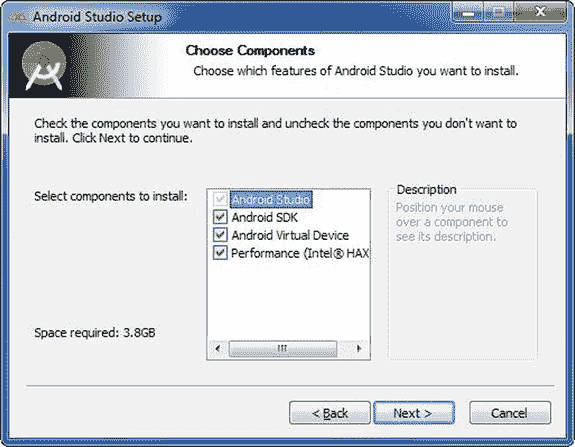 Android Studio Setup
Choose Components
Choose which features of Android Studio you want to install.
Check the components you want to install and uncheck the components you don't want to
install. Click Next to continue.
Select components to install:
Android Studio
Android SDK
Android Virtual Device
Performance (Intel® HAX
Description
Position your mouse
over a component to
see its description.
Space required: 3.8GB
< Back
Next >
Cancel